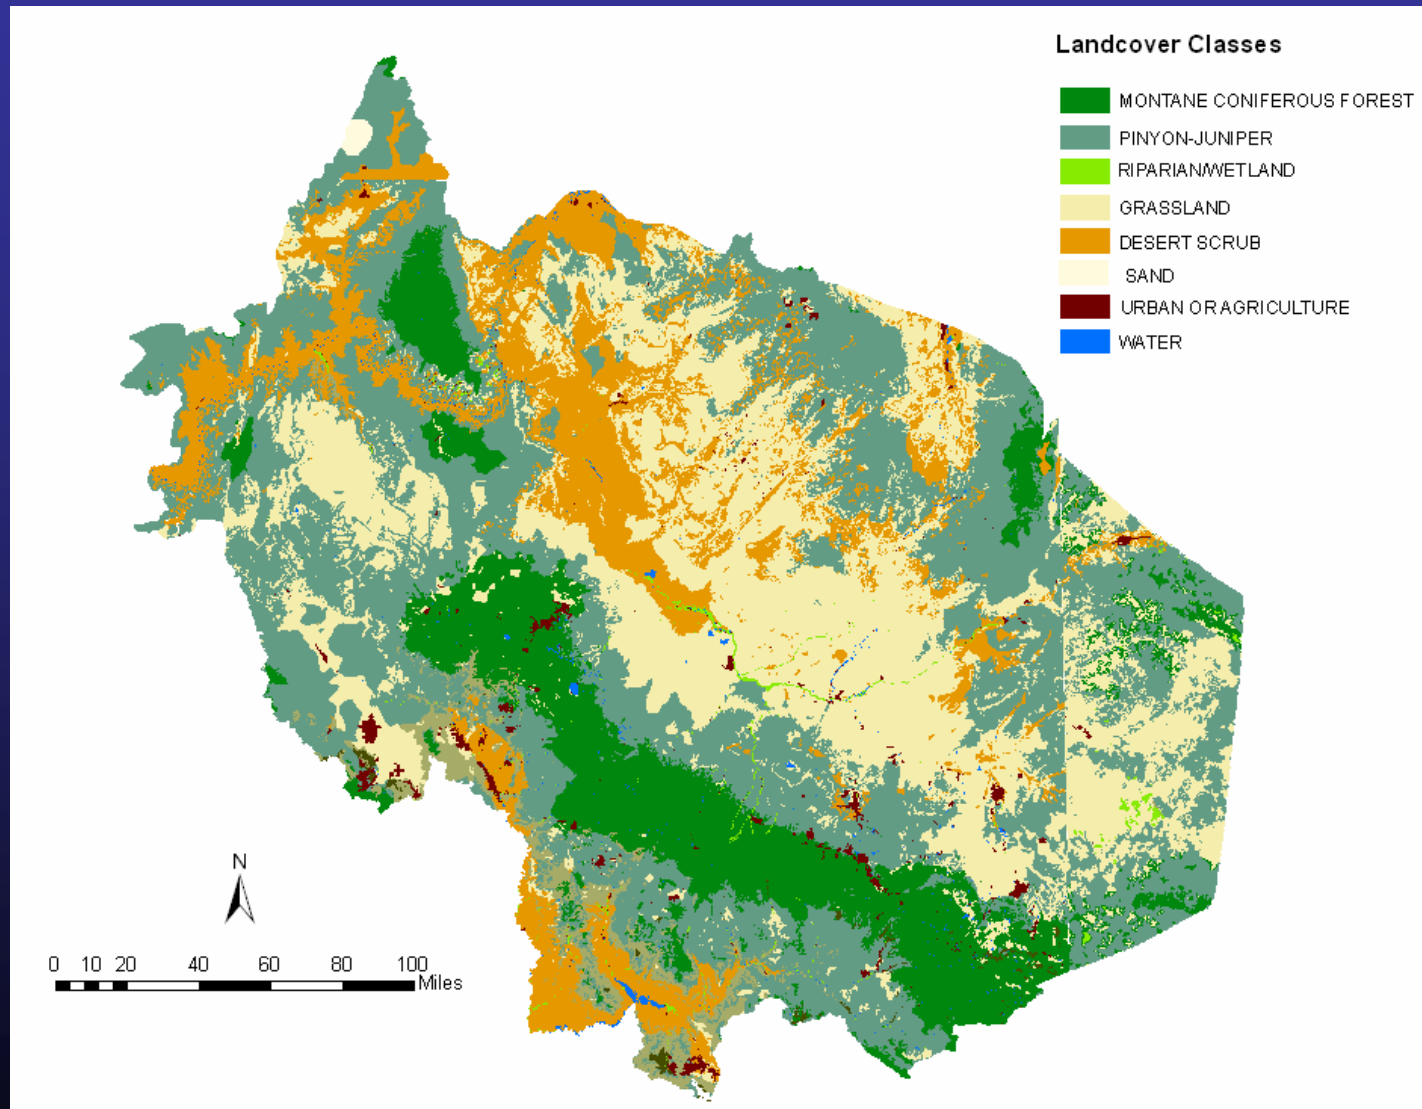 Landcover Classes
MONTANE CONIFEROUS FOREST
PINYON-JUNIPER
RIPARIAN/WETLAND
GRASSLAND
DESERT SCRUB
SAND
URBAN OR AGRICULTURE
WATER
N
0 10 20 40 60 80 100
Miles